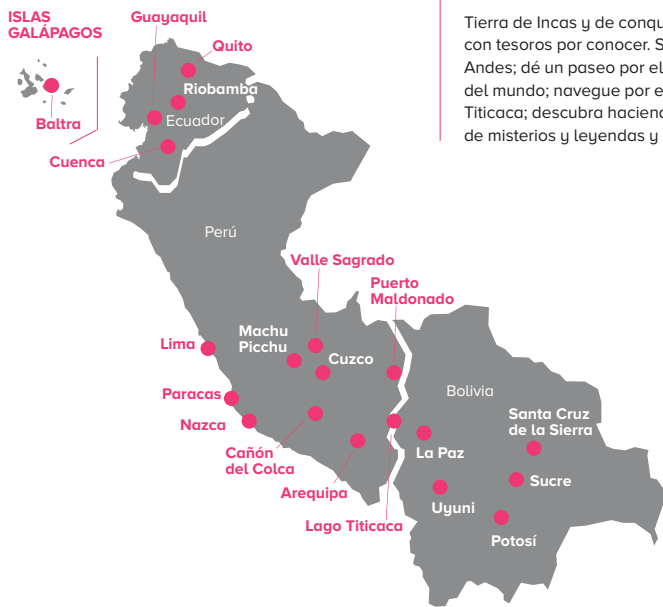 ISLAS
GALÁPAGOS
Baltra
Guayaquil
Quito
Riobamba
Ecuador
Cuenca
Tierra de Incas y de conqu
con tesoros por conocer. S
Andes; dé un paseo por el
del mundo; navegue por e
Titicaca; descubra haciend
de misterios y leyendas y
Perú
Valle Sagrado
Puerto
Maldonado
Machu
Picchu
Lima
Cuzco
Paracas
Nazca
Cañón
del Colca
Arequipa
Lago Titicaca
Bolivia
Santa Cruz
de la Sierra
La Paz
Sucre
Uyuni
Potosí